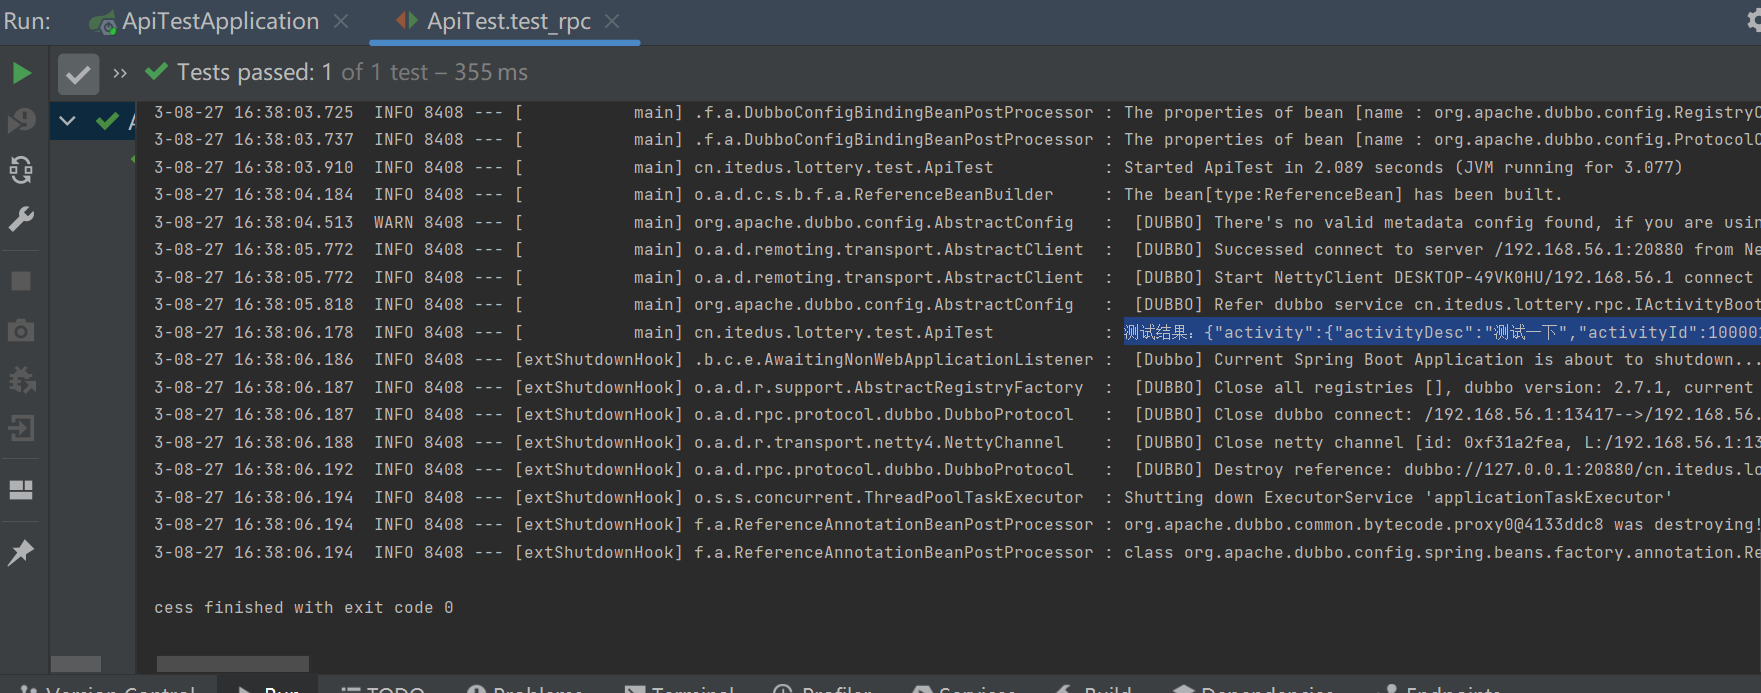 Run: ApiTestApplication × ApiTest.test_rpc ×
Tests passed: 1 of 1 test – 355 ms
3-08-27 16:38:03.725  INFO 8408 --- [           main] .f.a.DubboConfigBindingBeanPostProcessor : The properties of bean [name : org.apache.dubbo.config.RegistryC
3-08-27 16:38:03.737  INFO 8408 --- [           main] .f.a.DubboConfigBindingBeanPostProcessor : The properties of bean [name : org.apache.dubbo.config.ProtocolC
3-08-27 16:38:03.910  INFO 8408 --- [           main] cn.itedus.lottery.test.ApiTest           : Started ApiTest in 2.089 seconds (JVM running for 3.077)
3-08-27 16:38:04.184  INFO 8408 --- [           main] o.a.d.c.s.b.f.a.ReferenceBeanBuilder     : The bean[type:ReferenceBean] has been built.
3-08-27 16:38:04.513  WARN 8408 --- [           main] org.apache.dubbo.config.AbstractConfig   :  [DUBBO] There's no valid metadata config found, if you are usin
3-08-27 16:38:05.772  INFO 8408 --- [           main] o.a.d.remoting.transport.AbstractClient  :  [DUBBO] Successed connect to server /192.168.56.1:20880 from Ne
3-08-27 16:38:05.772  INFO 8408 --- [           main] o.a.d.remoting.transport.AbstractClient  :  [DUBBO] Start NettyClient DESKTOP-49VK0HU/192.168.56.1 connect
3-08-27 16:38:05.818  INFO 8408 --- [           main] org.apache.dubbo.config.AbstractConfig   :  [DUBBO] Refer dubbo service cn.itedus.lottery.rpc.IActivityBoot
3-08-27 16:38:06.178  INFO 8408 --- [           main] cn.itedus.lottery.test.ApiTest           : 测试结果：{"activity":{"activityDesc":"测试一下","activityId":100001
3-08-27 16:38:06.186  INFO 8408 --- [extShutdownHook] .b.c.e.AwaitingNonWebApplicationListener :  [Dubbo] Current Spring Boot Application is about to shutdown...
3-08-27 16:38:06.187  INFO 8408 --- [extShutdownHook] o.a.d.r.support.AbstractRegistryFactory  :  [DUBBO] Close all registries [], dubbo version: 2.7.1, current
3-08-27 16:38:06.187  INFO 8408 --- [extShutdownHook] o.a.d.rpc.protocol.dubbo.DubboProtocol   :  [DUBBO] Close dubbo connect: /192.168.56.1:13417-->/192.168.56.
3-08-27 16:38:06.188  INFO 8408 --- [extShutdownHook] o.a.d.r.transport.netty4.NettyChannel    :  [DUBBO] Close netty channel [id: 0xf31a2fea, L:/192.168.56.1:13
3-08-27 16:38:06.192  INFO 8408 --- [extShutdownHook] o.a.d.rpc.protocol.dubbo.DubboProtocol   :  [DUBBO] Destroy reference: dubbo://127.0.0.1:20880/cn.itedus.lo
3-08-27 16:38:06.194  INFO 8408 --- [extShutdownHook] o.s.s.concurrent.ThreadPoolTaskExecutor  : Shutting down ExecutorService 'applicationTaskExecutor'
3-08-27 16:38:06.194  INFO 8408 --- [extShutdownHook] f.a.ReferenceAnnotationBeanPostProcessor : org.apache.dubbo.common.bytecode.proxy0@4133ddc8 was destroying!
3-08-27 16:38:06.194  INFO 8408 --- [extShutdownHook] f.a.ReferenceAnnotationBeanPostProcessor : class org.apache.dubbo.config.spring.beans.factory.annotation.Re
cess finished with exit code 0
Version Control Run TODO Problems Terminal Profiler Services Build Dependencies Endpoints